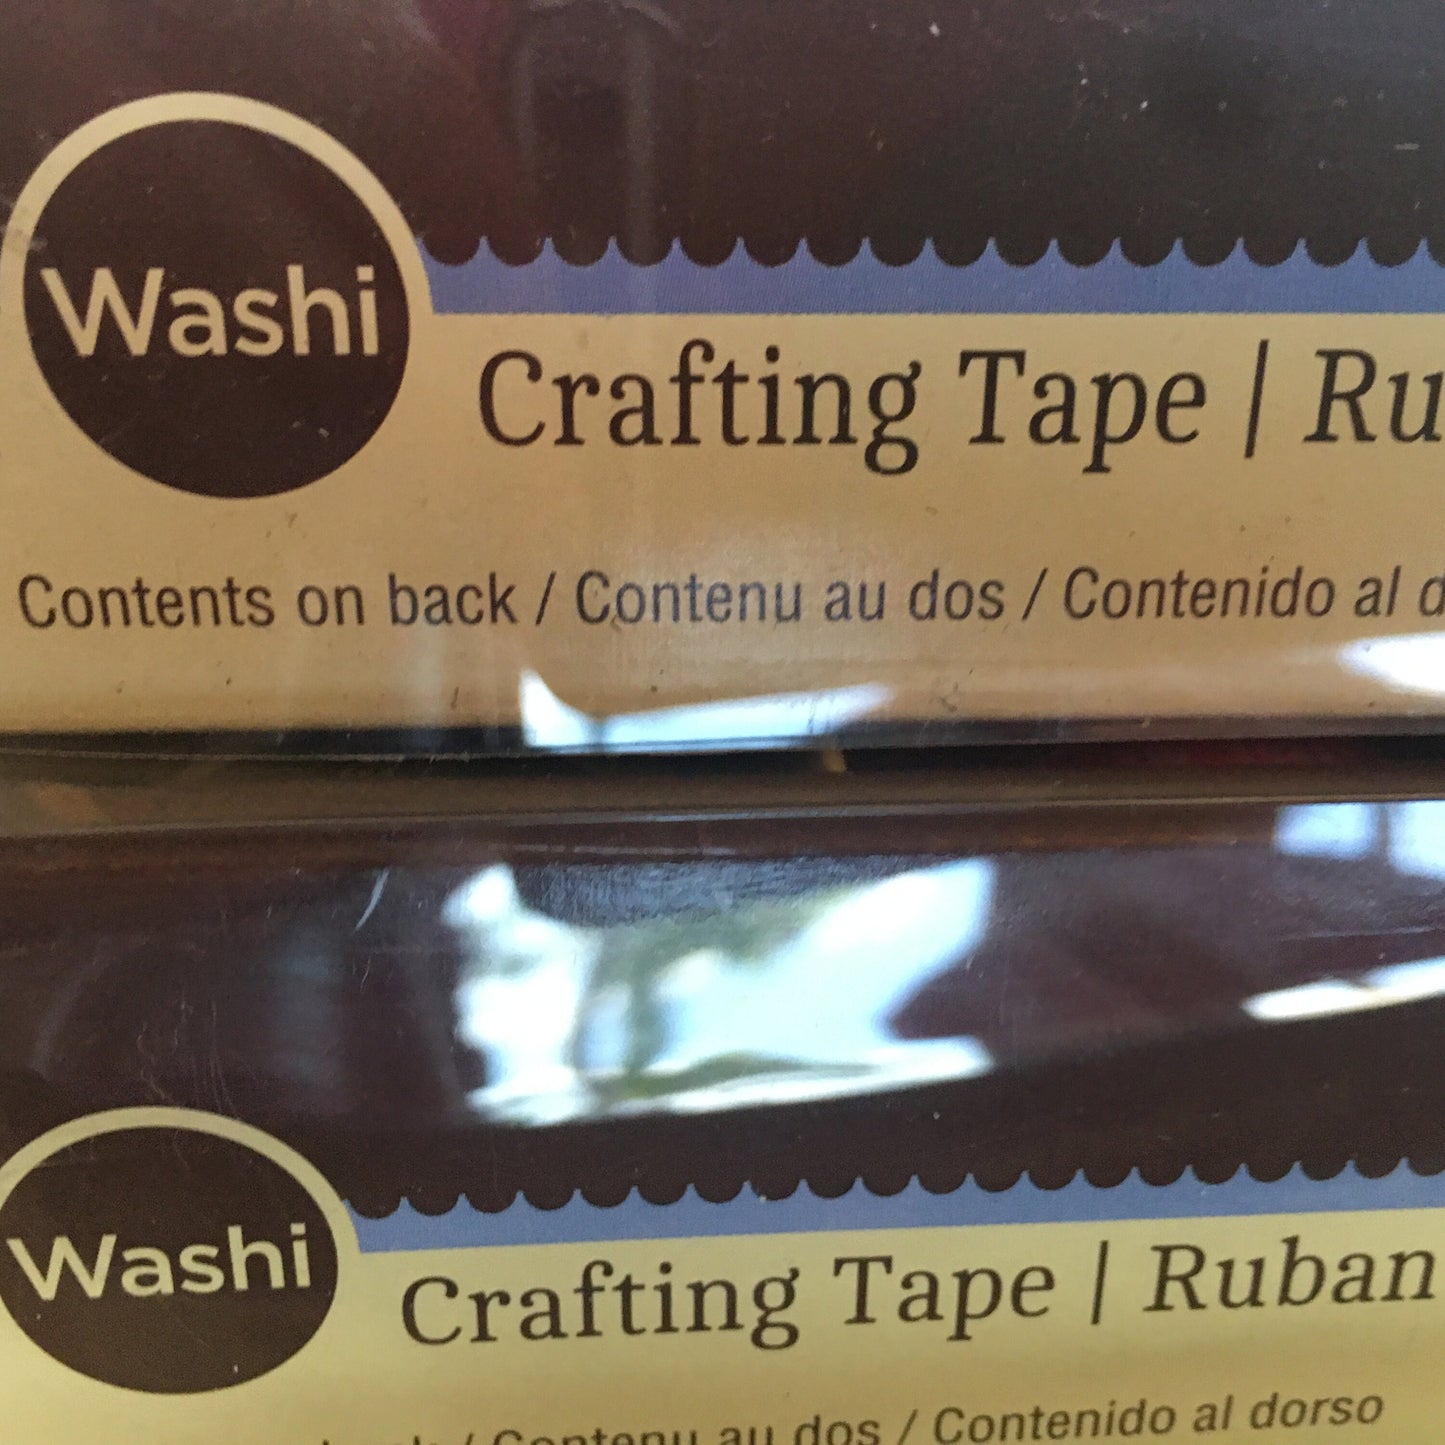 Washi
Crafting Tape | Ru
Contents on back / Contenu au dos / Contenido al d
Washi
Crafting Tape | Ruban
/ Contenu au dos / Contenido al dorso